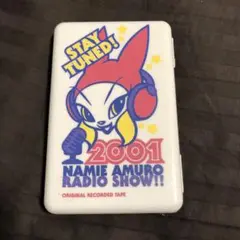 STAY
TUNED!
2001
NAMIE AMURO
RADIO SHOW!!
ORIGINAL RECORDED TAPE